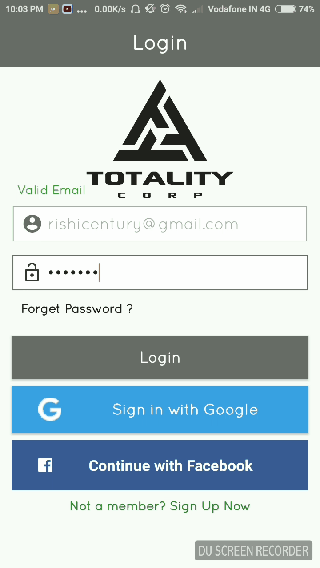 10:03 PM ... 0.00K/s Vodafone IN 4G 74%
Login
TOTALITY
CORP
Valid Email
rishicentury@gmail.com
•••••••
Forget Password ?
Login
G Sign in with Google
f Continue with Facebook
Not a member? Sign Up Now
DU SCREEN RECORDER